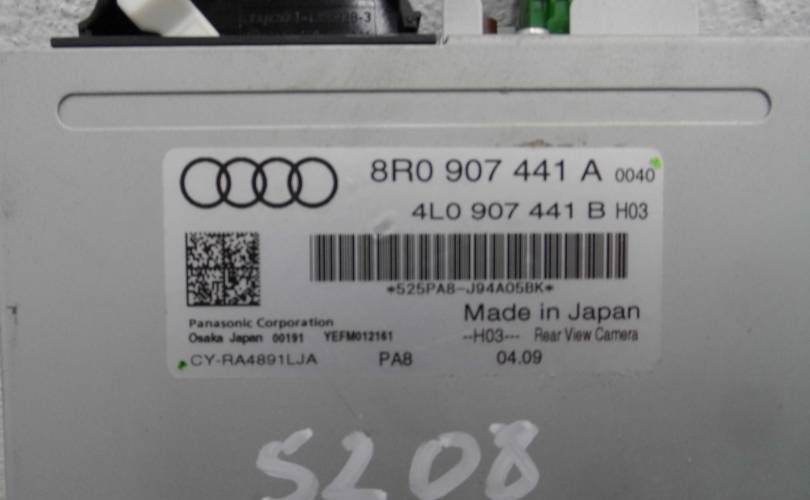 8R0 907 441 A 0040
4L0 907 441 B H03
*525PA8-J94A05BK*
Made in Japan
Panasonic Corporation
Osaka Japan 00191 YEFM012161
--H03--- Rear View Camera
CY-RA4891LJA PA8 04.09
S208